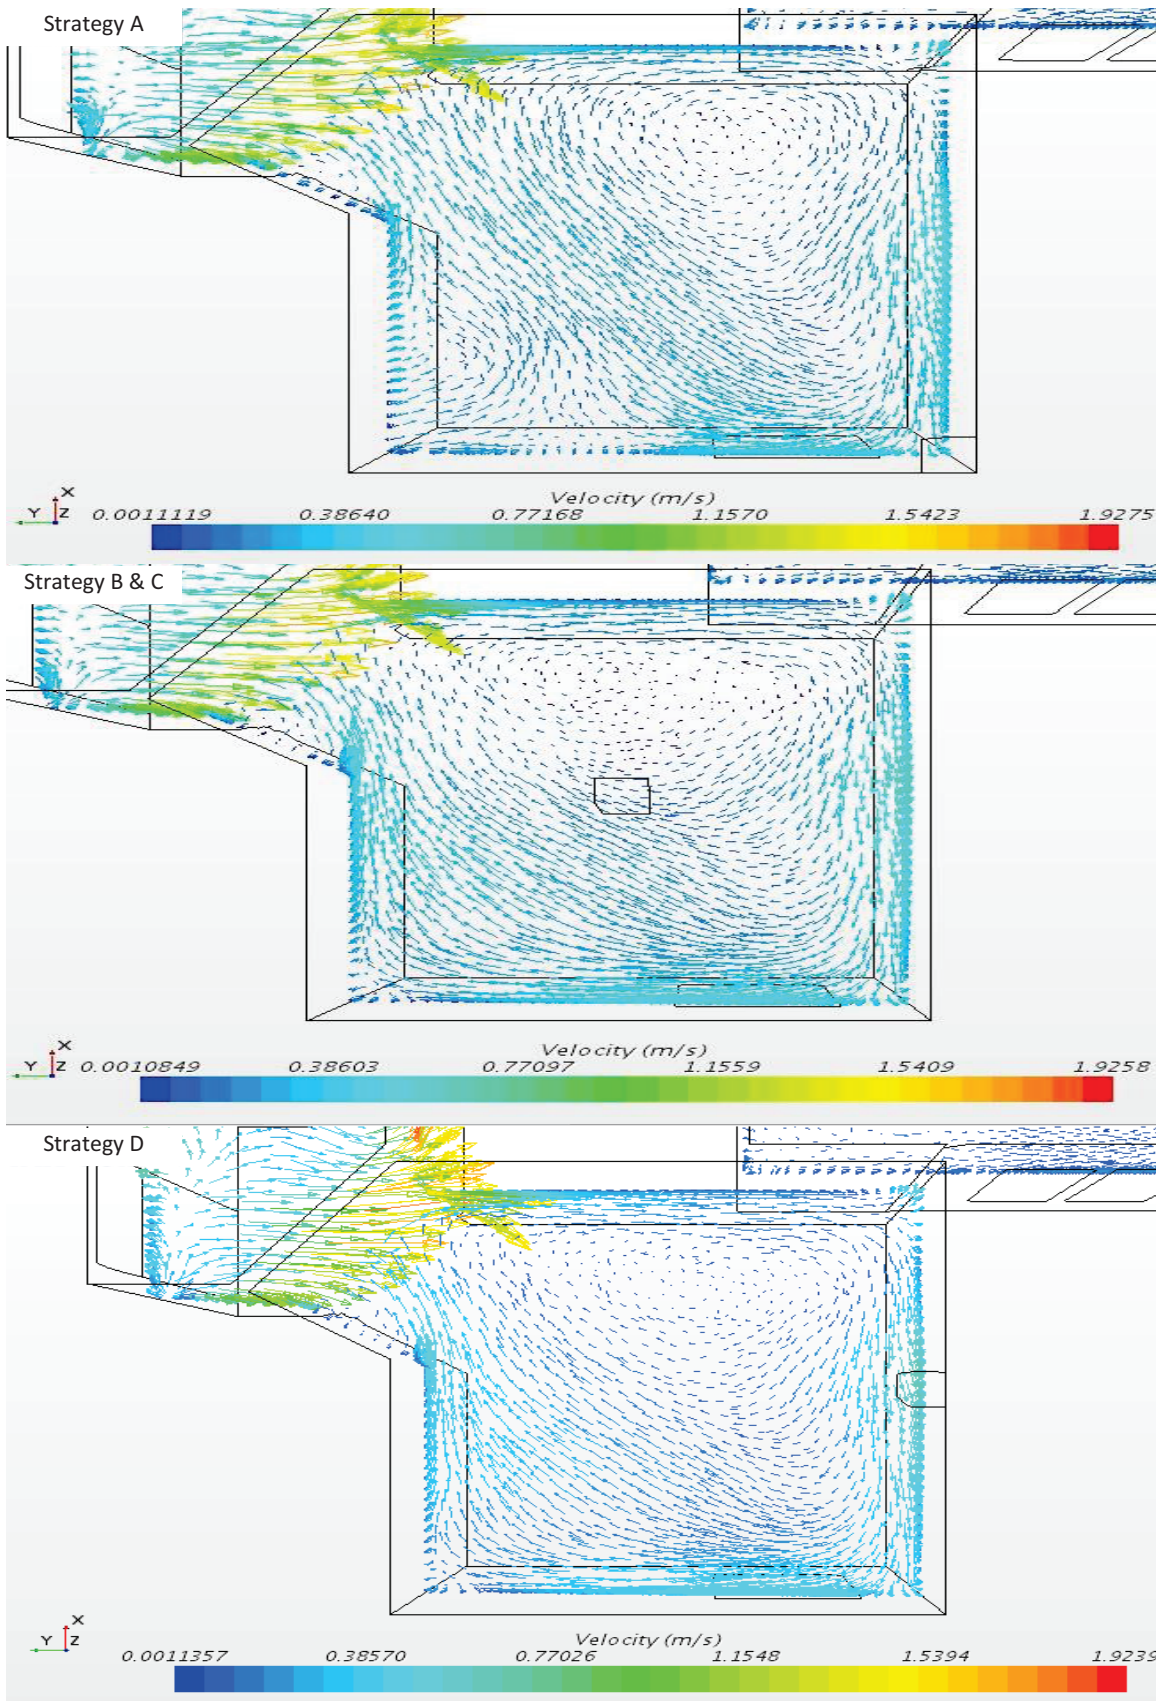 Strategy A
X
Y Z
Velocity (m/s)
0.0011119 0.38640 0.77168 1.1570 1.5423 1.9275
Strategy B & C
X
Y Z
Velocity (m/s)
0.0010849 0.38603 0.77097 1.1559 1.5409 1.9258
Strategy D
X
Y Z
Velocity (m/s)
0.0011357 0.38570 0.77026 1.1548 1.5394 1.9239